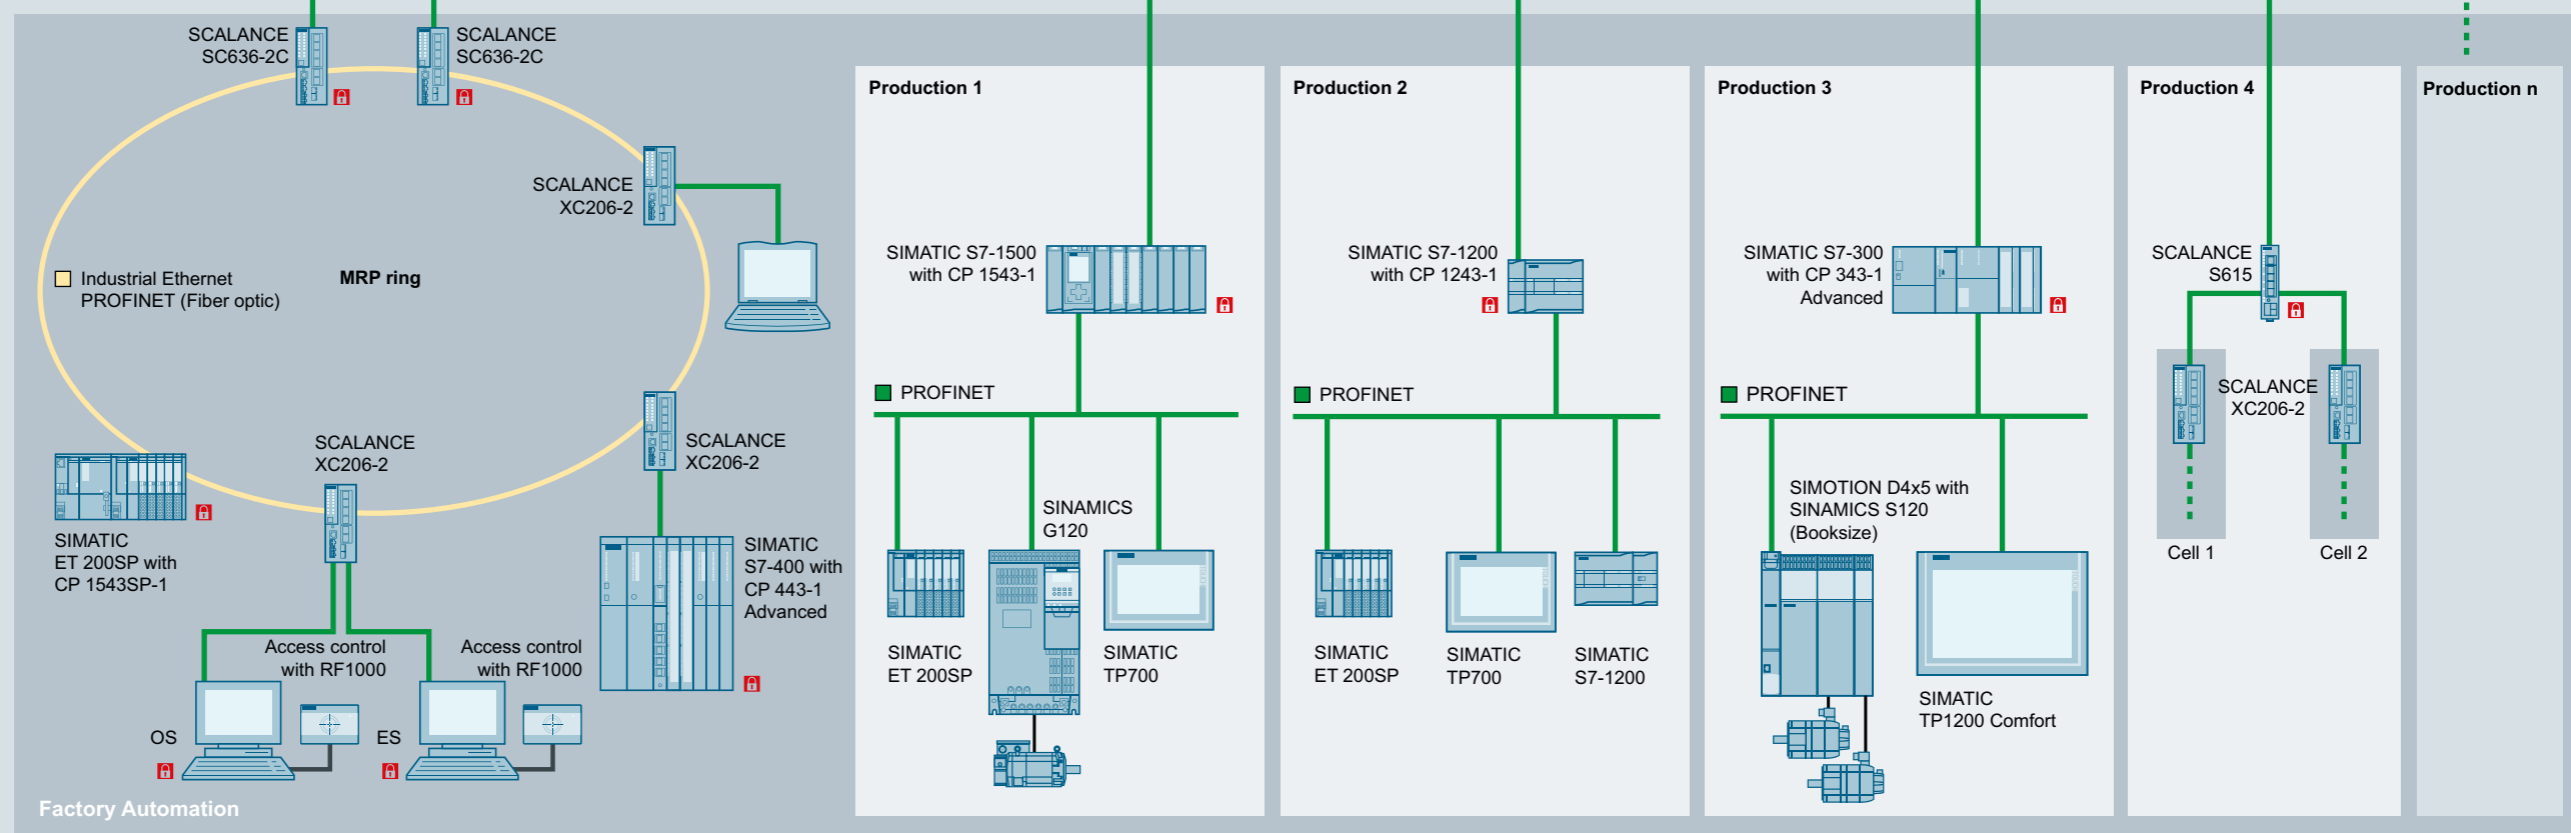 SCALANCE
SC636-2C
SCALANCE
SC636-2C
SCALANCE
XC206-2
Industrial Ethernet
PROFINET (Fiber optic)
MRP ring
SCALANCE
XC206-2
SCALANCE
XC206-2
SIMATIC
ET 200SP with
CP 1543SP-1
SIMATIC
S7-400 with
CP 443-1
Advanced
Access control
with RF1000
Access control
with RF1000
OS
ES
Factory Automation
Production 1
SIMATIC S7-1500
with CP 1543-1
PROFINET
SINAMICS
G120
SIMATIC
ET 200SP
SIMATIC
TP700
Production 2
SIMATIC S7-1200
with CP 1243-1
PROFINET
SIMATIC
ET 200SP
SIMATIC
TP700
SIMATIC
S7-1200
Production 3
SIMATIC S7-300
with CP 343-1
Advanced
PROFINET
SIMOTION D4x5 with
SINAMICS S120
(Booksize)
SIMATIC
TP1200 Comfort
Production 4
SCALANCE
S615
SCALANCE
XC206-2
Cell 1
Cell 2
Production n